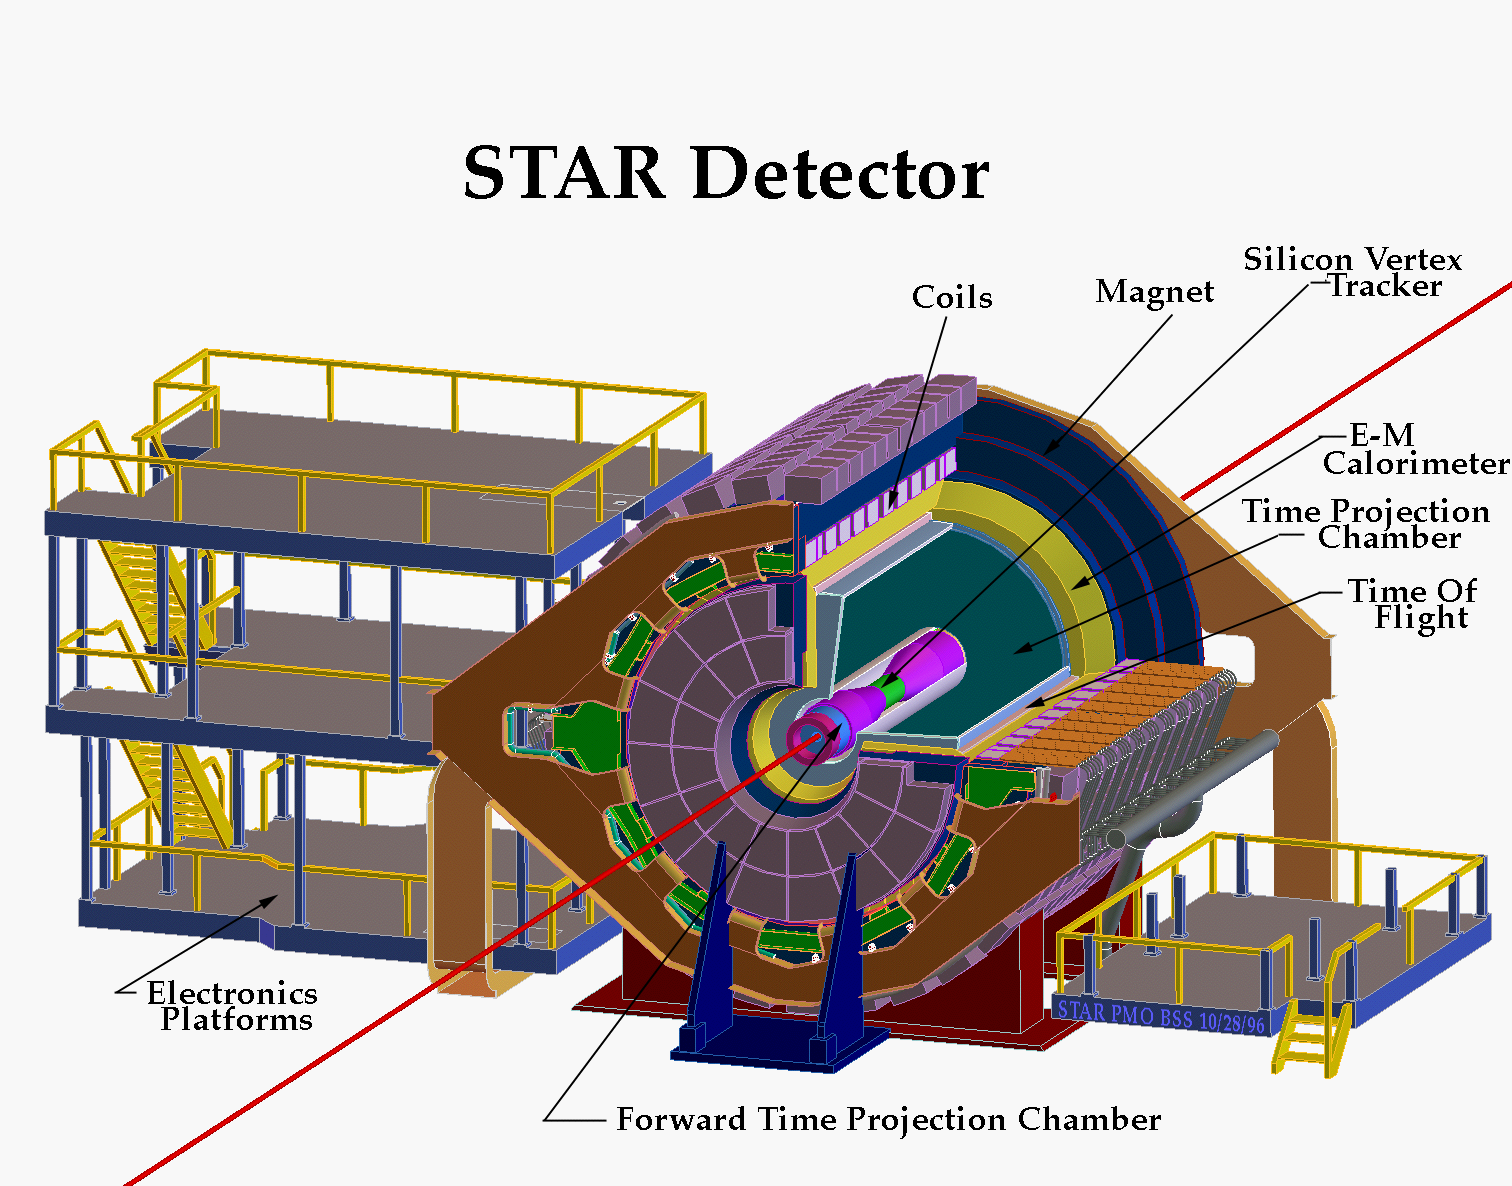 STAR Detector
Silicon Vertex
Tracker
Coils
Magnet
E-M
Calorimeter
Time Projection
Chamber
Time Of
Flight
Electronics
Platforms
STAR PMO BSS 10/28/96
Forward Time Projection Chamber